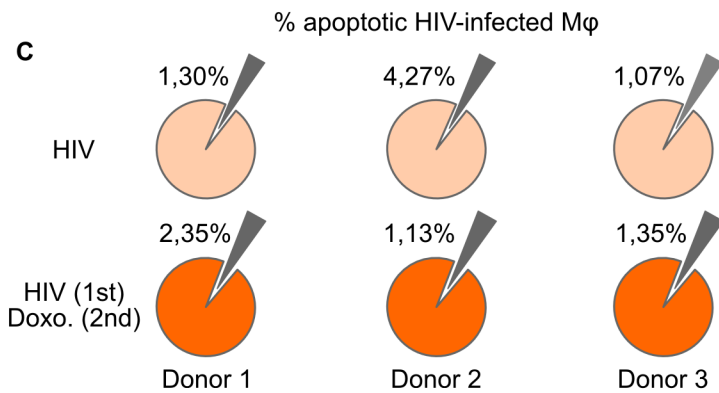 % apoptotic HIV-infected Mφ
C
1,30%
4,27%
1,07%
HIV
2,35%
1,13%
1,35%
HIV (1st)
Doxo. (2nd)
Donor 1
Donor 2
Donor 3